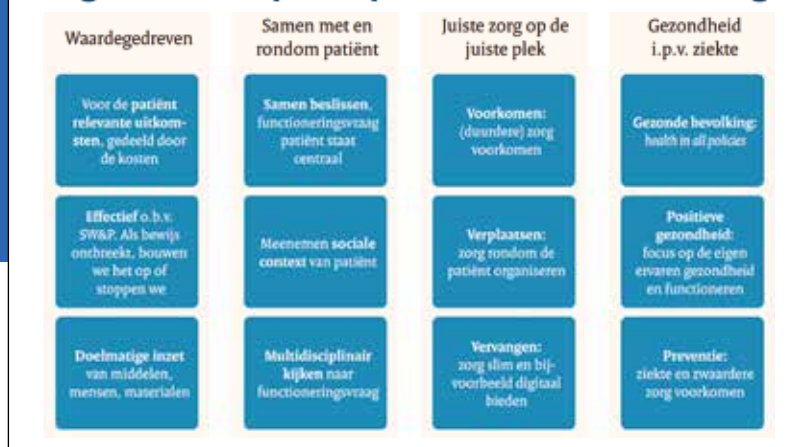 Waardegedreven
Voor de patiënt
relevante uitkom-
sten, gedeeld door
de kosten
Effectief o.b.v.
SW&P. Als bewijs
ontbreekt, bouwen
we het op of
stoppen we
Doelmatige inzet
van middelen,
mensen, materialen
Samen met en
rondom patiënt
Samen beslissen,
functioneringsvraag
patiënt staat
centraal
Meenemen sociale
context van patiënt
Multidisciplinair
kijken naar
functioneringsvraag
Juiste zorg op de
juiste plek
Voorkomen:
(duurdere) zorg
voorkomen
Verplaatsen:
zorg rondom de
patiënt organiseren
Vervangen:
zorg slim en bij-
voorbeeld digitaal
bieden
Gezondheid
i.p.v. ziekte
Gezonde bevolking:
health in all policies
Positieve
gezondheid:
focus op de eigen
ervaren gezondheid
en functioneren
Preventie:
ziekte en zwaardere
zorg voorkomen